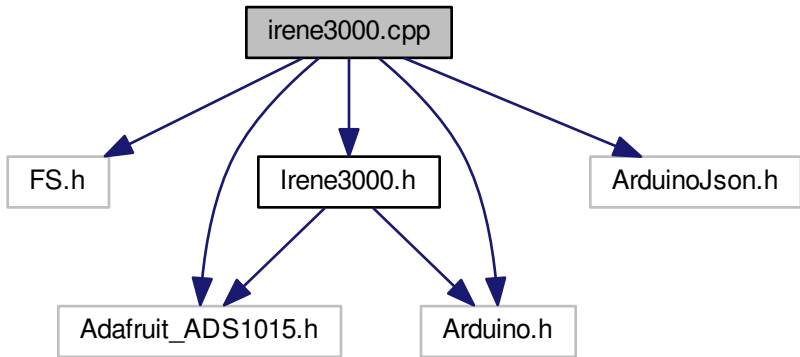 irene3000.cpp
FS.h
Irene3000.h
ArduinoJson.h
Adafruit_ADS1015.h
Arduino.h